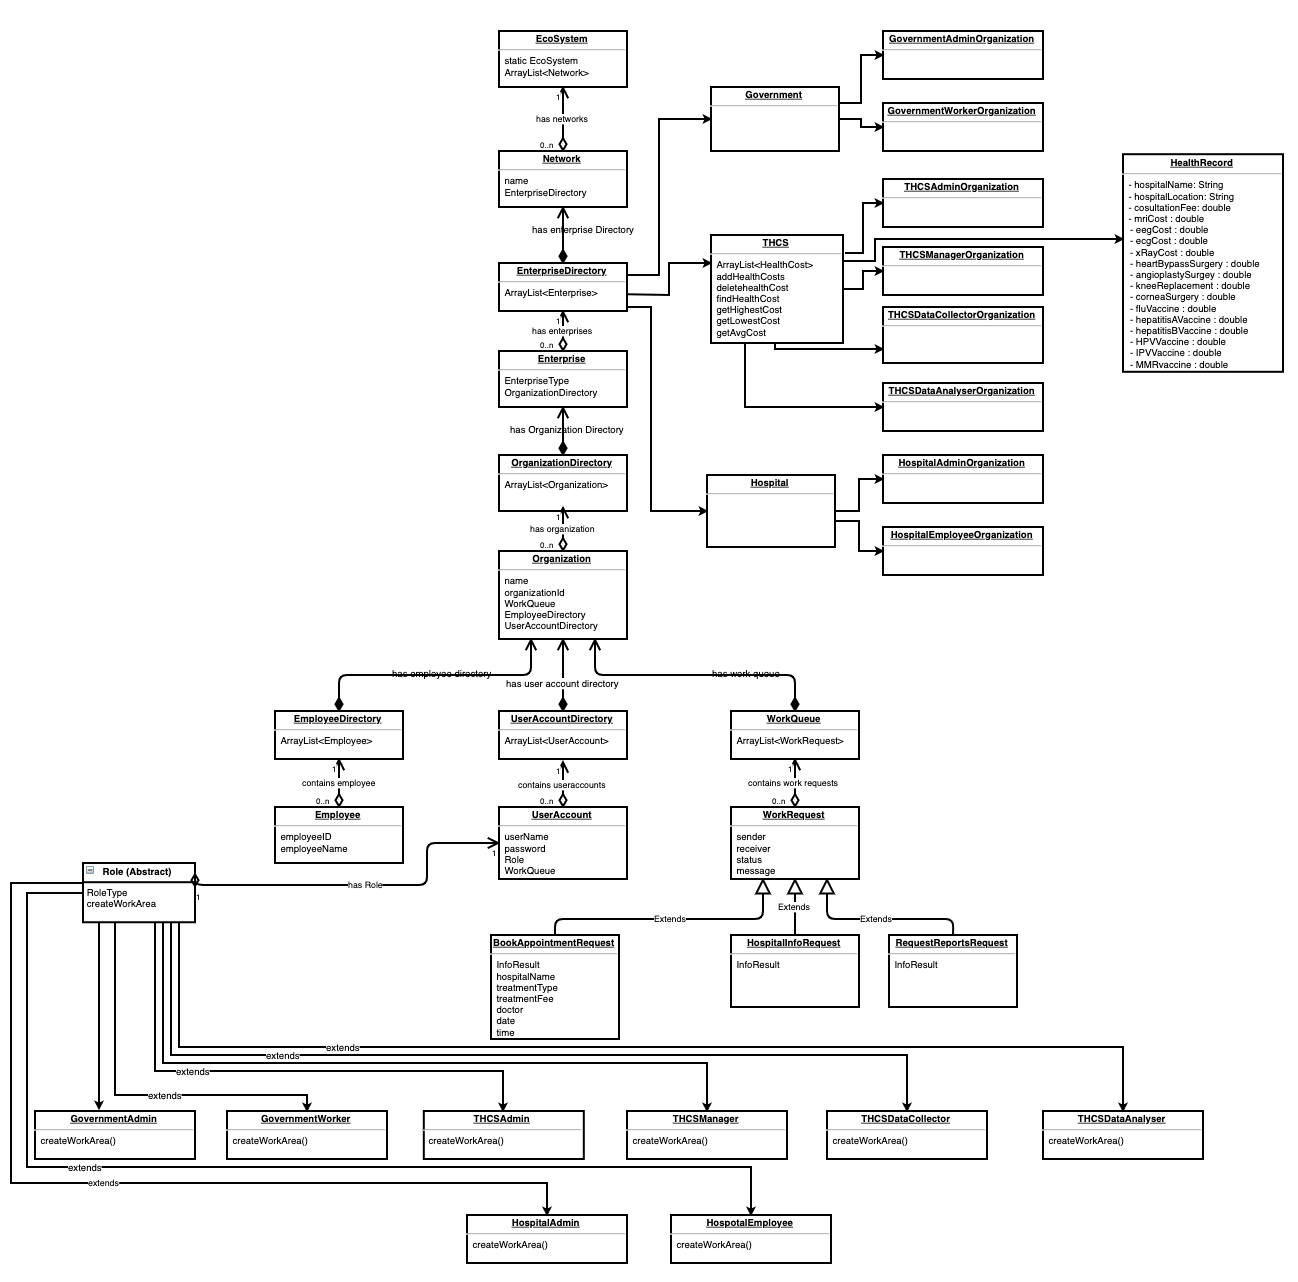 EcoSystem
static EcoSystem
ArrayList<Network>
1
has networks
0..n
Network
name
EnterpriseDirectory
has enterprise Directory
EnterpriseDirectory
ArrayList<Enterprise>
1
has enterprises
0..n
Enterprise
EnterpriseType
OrganizationDirectory
has Organization Directory
OrganizationDirectory
ArrayList<Organization>
1
has organization
0..n
Organization
name
organizationId
WorkQueue
EmployeeDirectory
UserAccountDirectory
Government
GovernmentAdminOrganization
GovernmentWorkerOrganization
THCS
ArrayList<HealthCost>
addHealthCosts
deletehealthCost
findHealthCost
getHighestCost
getLowestCost
getAvgCost
THCSAdminOrganization
THCSManagerOrganization
THCSDataCollectorOrganization
THCSDataAnalyserOrganization
HealthRecord
- hospitalName: String
- hospitalLocation: String
- cosultationFee: double
- mriCost : double
- eegCost : double
- ecgCost : double
- xRayCost : double
- heartBypassSurgery : double
- angioplastySurgey : double
- kneeReplacement : double
- corneaSurgery : double
- fluVaccine : double
- hepatitisAVaccine : double
- hepatitisBVaccine : double
- HPVVaccine : double
- IPVVaccine : double
- MMRvaccine : double
Hospital
HospitalAdminOrganization
HospitalEmployeeOrganization
has employee directory
has user account directory
has work queue
EmployeeDirectory
ArrayList<Employee>
1
contains employee
0..n
Employee
employeeID
employeeName
UserAccountDirectory
ArrayList<UserAccount>
1
contains useraccounts
0..n
UserAccount
userName
password
Role
WorkQueue
WorkQueue
ArrayList<WorkRequest>
1
contains work requests
0..n
WorkRequest
sender
receiver
status
message
Role (Abstract)
RoleType
createWorkArea
1
has Role
1
Extends
Extends
Extends
BookAppointmentRequest
InfoResult
hospitalName
treatmentType
treatmentFee
doctor
date
time
HospitalInfoRequest
InfoResult
RequestReportsRequest
InfoResult
extends
extends
extends
extends
GovernmentAdmin
createWorkArea()
GovernmentWorker
createWorkArea()
THCSAdmin
createWorkArea()
THCSManager
createWorkArea()
THCSDataCollector
createWorkArea()
THCSDataAnalyser
createWorkArea()
extends
extends
HospitalAdmin
createWorkArea()
HospotalEmployee
createWorkArea()